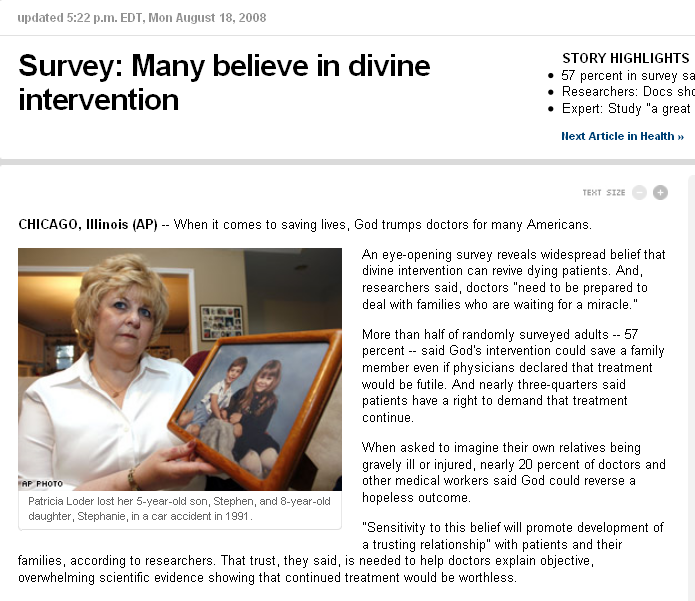 updated 5:22 p.m. EDT, Mon August 18, 2008
Survey: Many believe in divine
intervention
STORY HIGHLIGHTS
57 percent in survey
Researchers: Docs
Expert: Study "a great
Next Article in Health »
TEXT SIZE
CHICAGO, Illinois (AP) -- When it comes to saving lives, God trumps doctors for many Americans.
An eye-opening survey reveals widespread belief that
divine intervention can revive dying patients. And,
researchers said, doctors "need to be prepared to
deal with families who are waiting for a miracle."
More than half of randomly surveyed adults -- 57
percent -- said God's intervention could save a family
member even if physicians declared that treatment
would be futile. And nearly three-quarters said
patients have a right to demand that treatment
continue.
When asked to imagine their own relatives being
gravely ill or injured, nearly 20 percent of doctors and
other medical workers said God could reverse a
hopeless outcome.
"Sensitivity to this belief will promote development of
a trusting relationship" with patients and their
families, according to researchers. That trust, they said, is needed to help doctors explain objective,
overwhelming scientific evidence showing that continued treatment would be worthless.
AP PHOTO
Patricia Loder lost her 5-year-old son, Stephen, and 8-year-old
daughter, Stephanie, in a car accident in 1991.